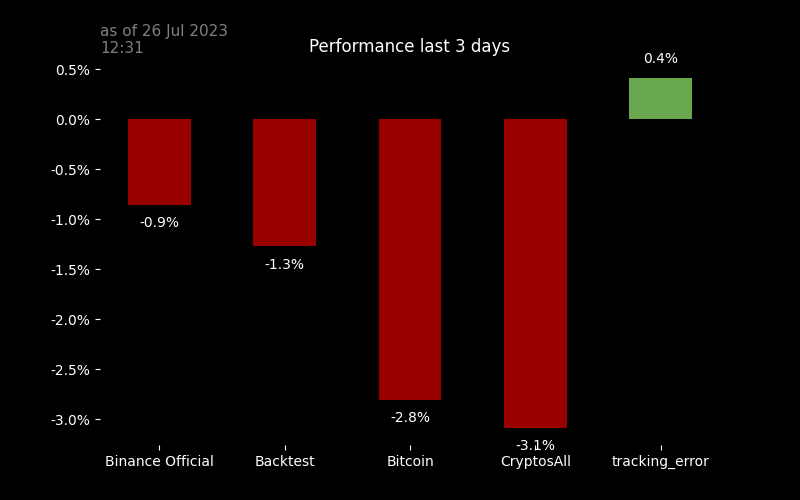 as of 26 Jul 2023
12:31
Performance last 3 days
0.5%
0.0%
-0.5%
-1.0%
-1.5%
-2.0%
-2.5%
-3.0%
-0.9%
-1.3%
-2.8%
-3.1%
0.4%
Binance Official
Backtest
Bitcoin
CryptosAll
tracking_error